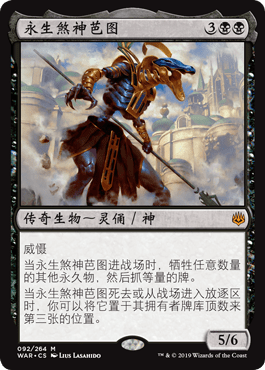 永生煞神芭图 3
传奇生物~灵俑 / 神
威慑
当永生煞神芭图进战场时，牺牲任意数量
的其他永久物，然后抓等量的牌。
当永生煞神芭图死去或从战场进入放逐区
时，你可以将它置于其拥有者牌库顶数来
第三张的位置。
5/6
092/264 M
WAR • CS Lius Lasahido
™ & © 2019 Wizards of the Coast